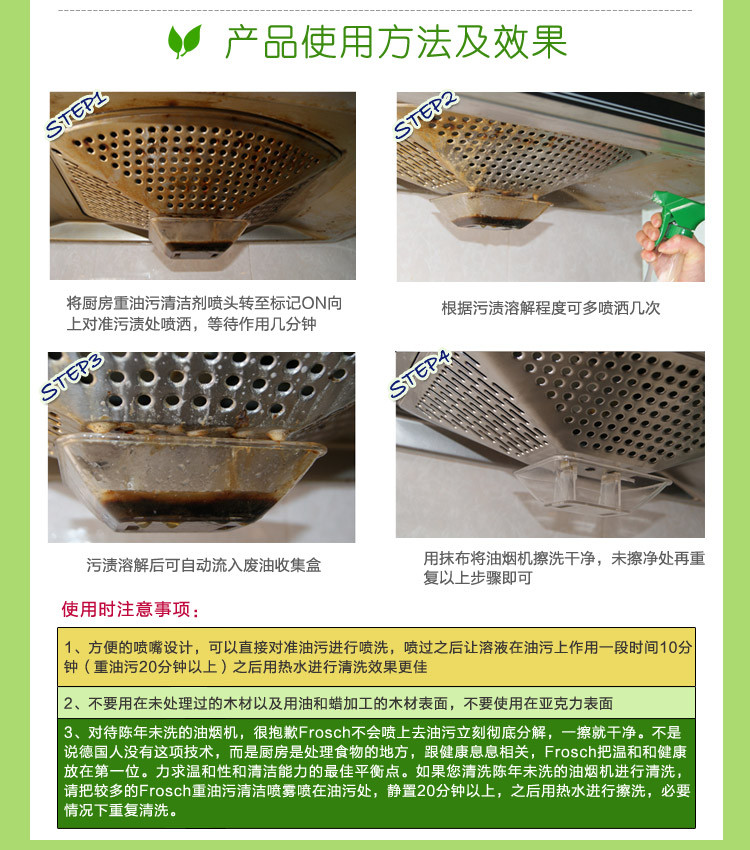 产品使用方法及效果
STEP1
STEP2
将厨房重油污清洁剂喷头转至标记ON向
上对准污渍处喷洒，等待作用几分钟
根据污渍溶解程度可多喷洒几次
STEP3
STEP4
污渍溶解后可自动流入废油收集盒
用抹布将油烟机擦洗干净，未擦净处再重
复以上步骤即可
使用时注意事项：
1、方便的喷嘴设计，可以直接对准油污进行喷洗，喷过之后让溶液在油污上作用一段时间10分
钟（重油污20分钟以上）之后用热水进行清洗效果更佳
2、不要用在未处理过的木材以及用油和蜡加工的木材表面，不要使用在亚克力表面
3、对待陈年未洗的油烟机，很抱歉Frosch不会喷上去油污立刻彻底分解，一擦就干净。不是
说德国人没有这项技术，而是厨房是处理食物的地方，跟健康息息相关，Frosch把温和和健康
放在第一位。力求温和性和清洁能力的最佳平衡点。如果您清洗陈年未洗的油烟机进行清洗，
请把较多的Frosch重油污清洁喷雾喷在油污处，静置20分钟以上，之后用热水进行擦洗，必要
情况下重复清洗。